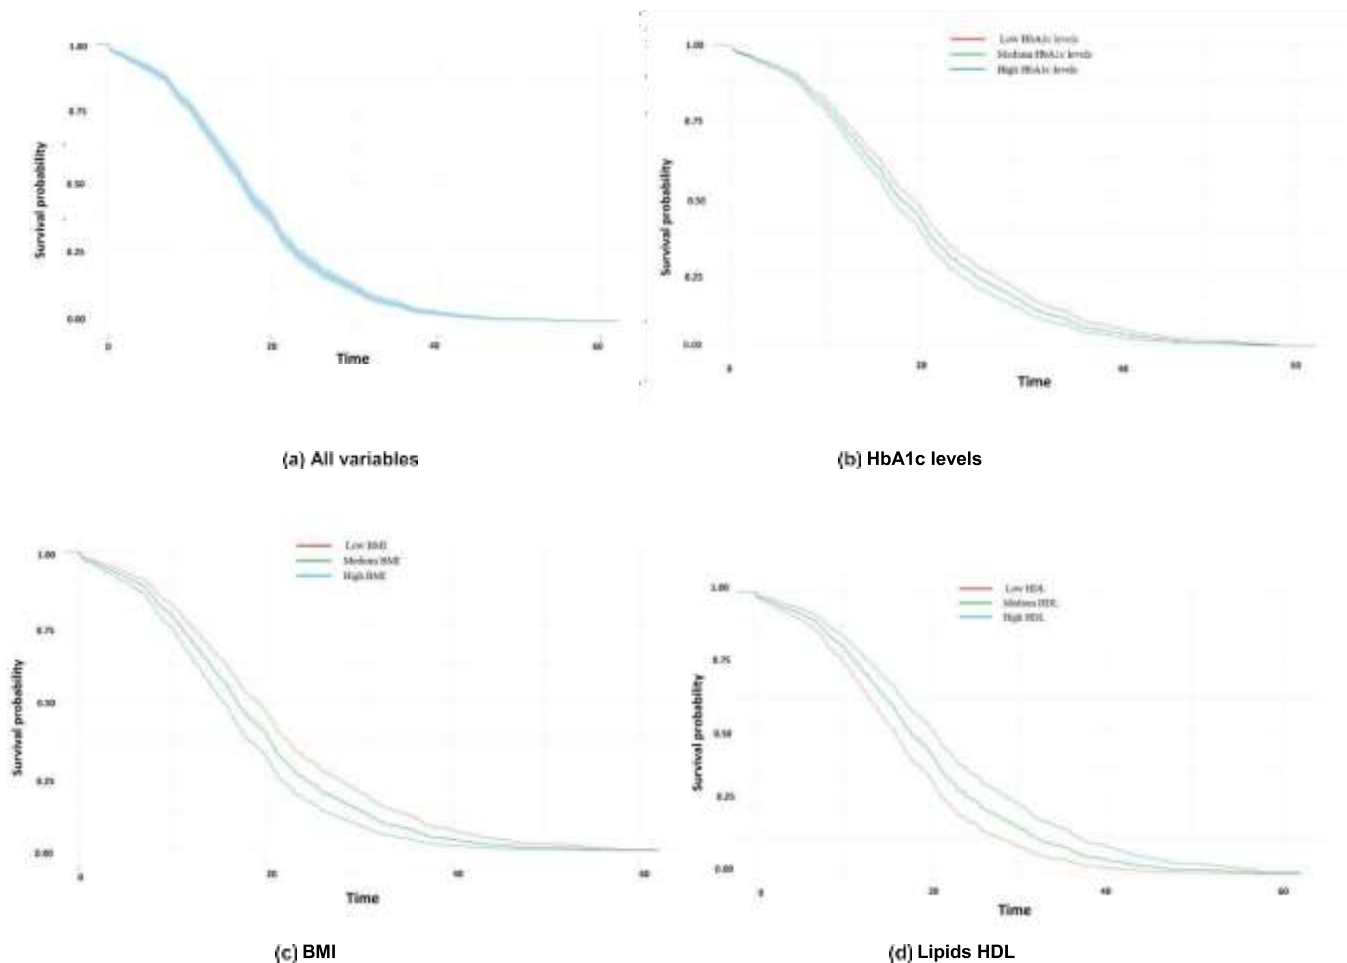 1.00
0.75
0.50
0.25
0.00
Survival probability
0 20 40 60
Time
(a) All variables
Low HbA1c levels
Medium HbA1c levels
High HbA1c levels
1.00
0.75
0.50
0.25
0.00
Survival probability
0 20 40 60
Time
(b) HbA1c levels
Low BMI
Medium BMI
High BMI
1.00
0.75
0.50
0.25
0.00
Survival probability
0 20 40 60
Time
(c) BMI
Low HDL
Medium HDL
High HDL
1.00
0.75
0.50
0.25
0.00
Survival probability
0 20 40 60
Time
(d) Lipids HDL